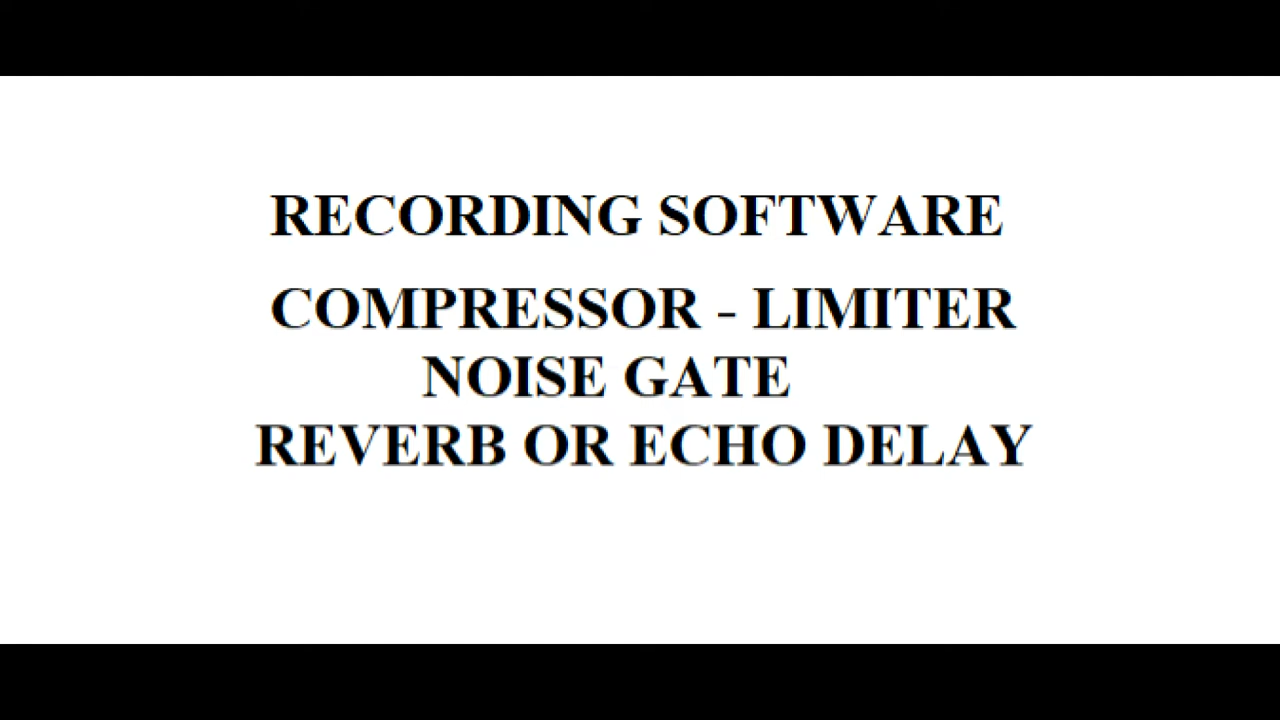 RECORDING SOFTWARE
COMPRESSOR - LIMITER
NOISE GATE
REVERB OR ECHO DELAY